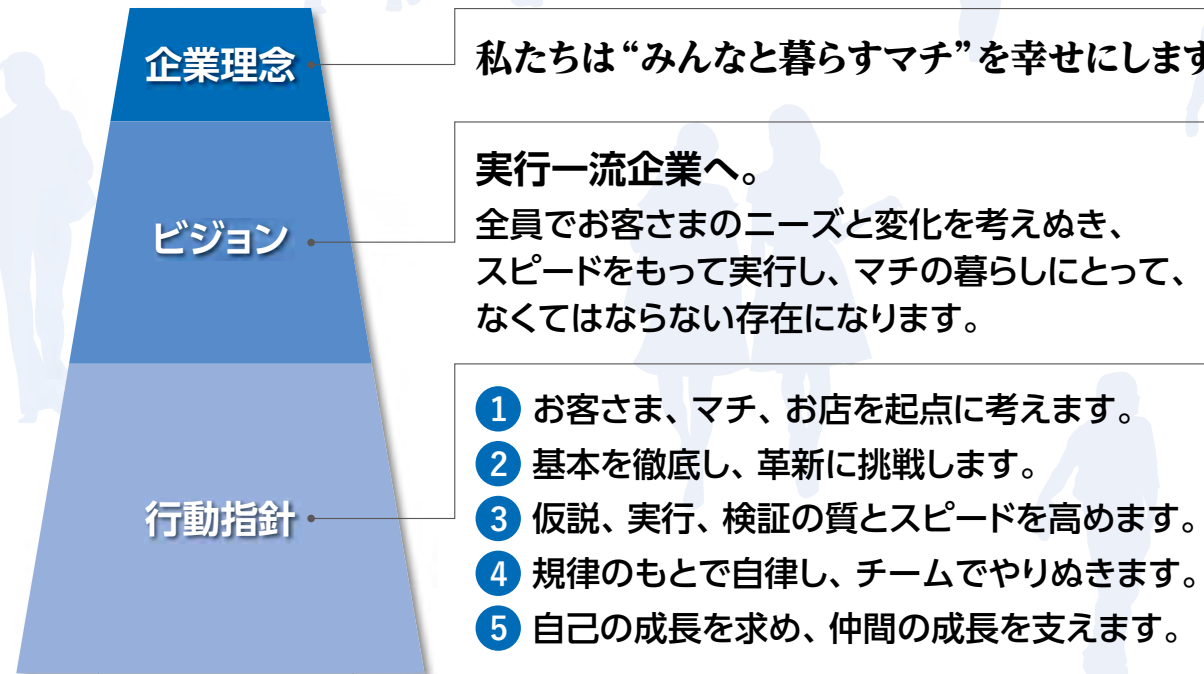 企業理念
私たちは“みんなと暮らすマチ”を幸せにします
ビジョン
実行一流企業へ。
全員でお客さまのニーズと変化を考えぬき、
スピードをもって実行し、マチの暮らしにとって、
なくてはならない存在になります。
行動指針
1 お客さま、マチ、お店を起点に考えます。
2 基本を徹底し、革新に挑戦します。
3 仮説、実行、検証の質とスピードを高めます。
4 規律のもとで自律し、チームでやりぬきます。
5 自己の成長を求め、仲間の成長を支えます。